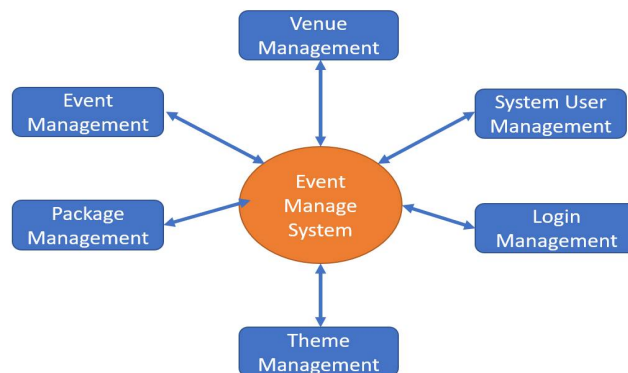 Venue
Management
Event
Management
System User
Management
Event
Manage
System
Package
Management
Login
Management
Theme
Management